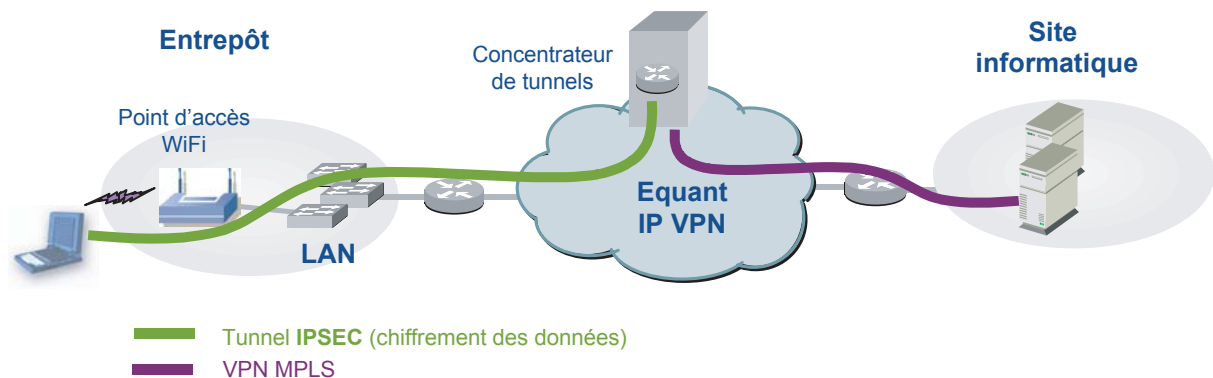 Entrepôt
Concentrateur
de tunnels
Site
informatique
Point d'accès
WiFi
Equant
IP VPN
LAN
Tunnel IPSEC (chiffrement des données)
VPN MPLS